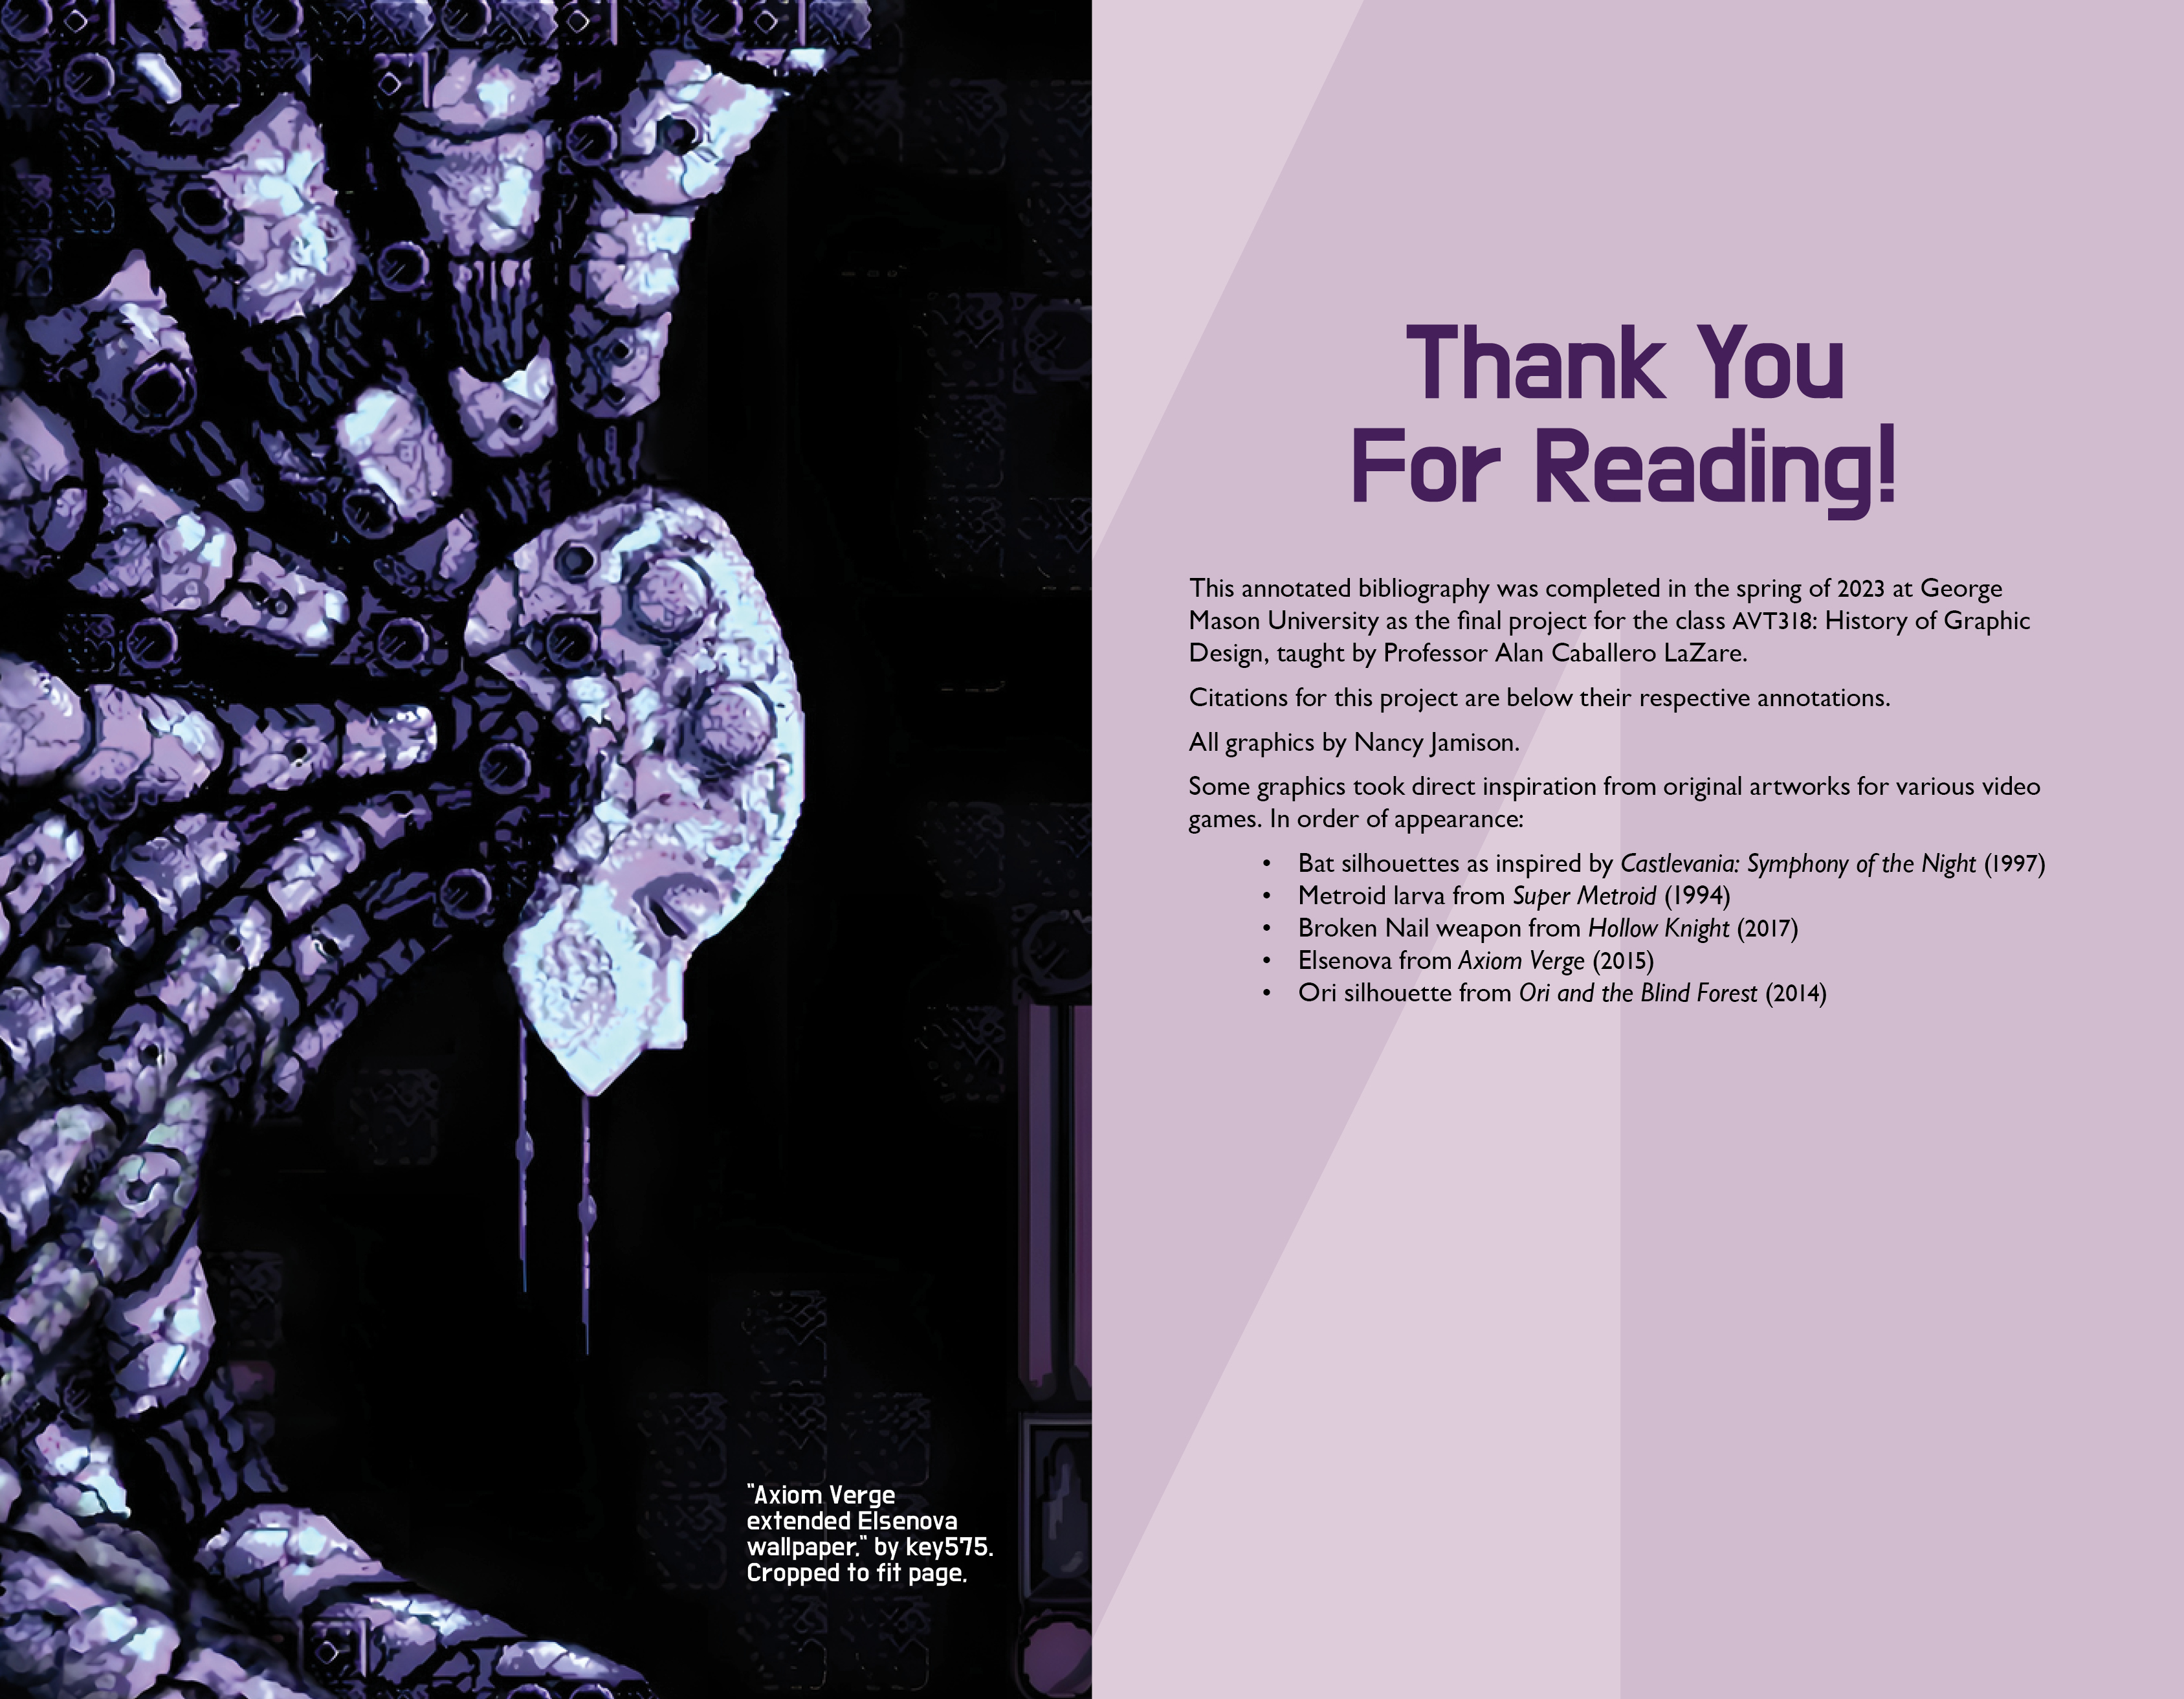 "Axiom Verge
extended Elsenova
wallpaper." by key575.
Cropped to fit page.
Thank You
For Reading!
This annotated bibliography was completed in the spring of 2023 at George
Mason University as the final project for the class AVT318: History of Graphic
Design, taught by Professor Alan Caballero LaZare.
Citations for this project are below their respective annotations.
All graphics by Nancy Jamison.
Some graphics took direct inspiration from original artworks for various video
games. In order of appearance:
• Bat silhouettes as inspired by Castlevania: Symphony of the Night (1997)
• Metroid larva from Super Metroid (1994)
• Broken Nail weapon from Hollow Knight (2017)
• Elsenova from Axiom Verge (2015)
• Ori silhouette from Ori and the Blind Forest (2014)